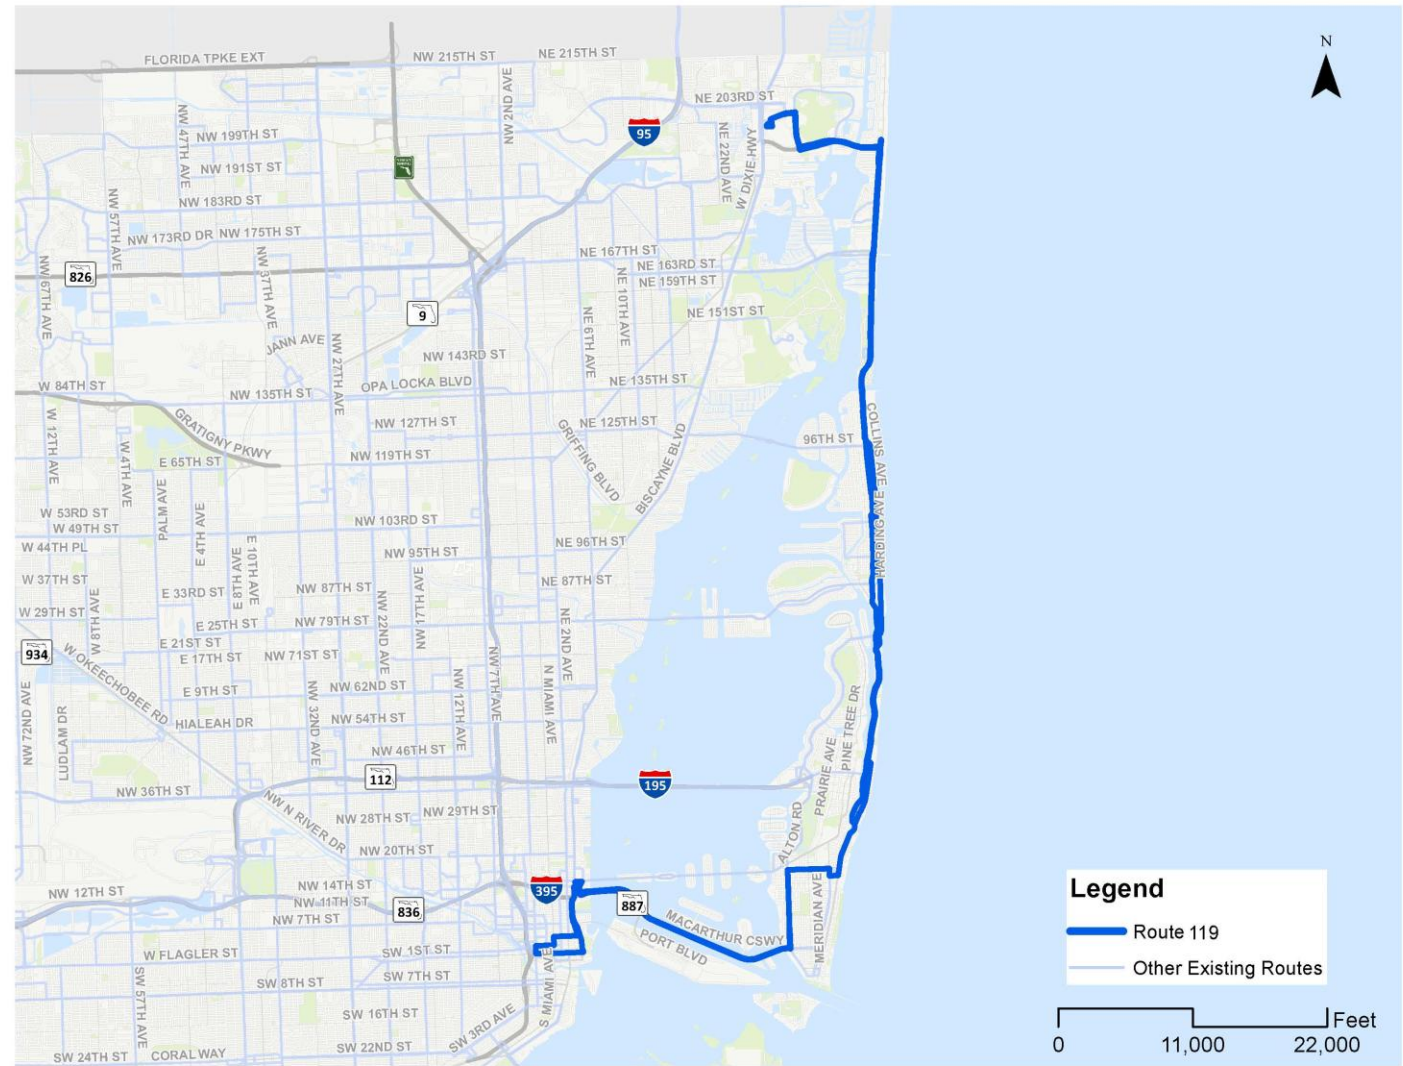 N
FLORIDA TPKE EXT
NW 215TH ST
NE 215TH ST
NW 2ND AVE
NE 203RD ST
NW 47TH AVE
NW 199TH ST
95
NE 22ND AVE
W DIXIE HWY
NW 191ST ST
NW 57TH AVE
NW 183RD ST
NW 173RD DR
NW 175TH ST
NW 37TH AVE
NE 167TH ST
NE 163RD ST
NE 159TH ST
826
NW 67TH AVE
NE 10TH AVE
9
NE 6TH AVE
NE 151ST ST
JANN AVE
NW 27TH AVE
NW 143RD ST
W 84TH ST
NW 135TH ST
OPA LOCKA BLVD
NE 135TH ST
W 12TH AVE
GRATIGNY PKWY
NW 127TH ST
NE 125TH ST
COLLINS AVE
96TH ST
W 4TH AVE
E 65TH ST
NW 119TH ST
GRIFFING BLVD
BISCAYNE BLVD
PALM AVE
E 4TH AVE
W 53RD ST
W 49TH ST
NW 103RD ST
HARDING AVE
W 44TH PL
E 8TH AVE
E 10TH AVE
NW 95TH ST
NE 96TH ST
W 37TH ST
E 33RD ST
NW 87TH ST
NW 17TH AVE
NE 87TH ST
W 29TH ST
W 8TH AVE
E 25TH ST
NW 79TH ST
NW 22ND AVE
NE 2ND AVE
934
E 21ST ST
E 17TH ST
NW 71ST ST
W OKEECHOBEE RD
E 9TH ST
NW 62ND ST
NW 7TH AVE
N MIAMI AVE
NW 72ND AVE
LUDLAM DR
HIALEAH DR
NW 32ND AVE
NW 54TH ST
NW 12TH AVE
PINE TREE DR
NW 46TH ST
PRAIRIE AVE
112
195
NW 36TH ST
NW N RIVER DR
NW 28TH ST
NW 29TH ST
ALTON RD
NW 20TH ST
NW 12TH ST
NW 14TH ST
395
NW 11TH ST
836
887
NW 7TH ST
MACARTHUR CSWY
MERIDIAN AVE
W FLAGLER ST
SW 1ST ST
PORT BLVD
SW 57TH AVE
SW 8TH ST
SW 7TH ST
S MIAMI AVE
SW 16TH ST
SW 3RD AVE
SW 24TH ST
CORAL WAY
SW 22ND ST
Legend
Route 119
Other Existing Routes
Feet
0 11,000 22,000